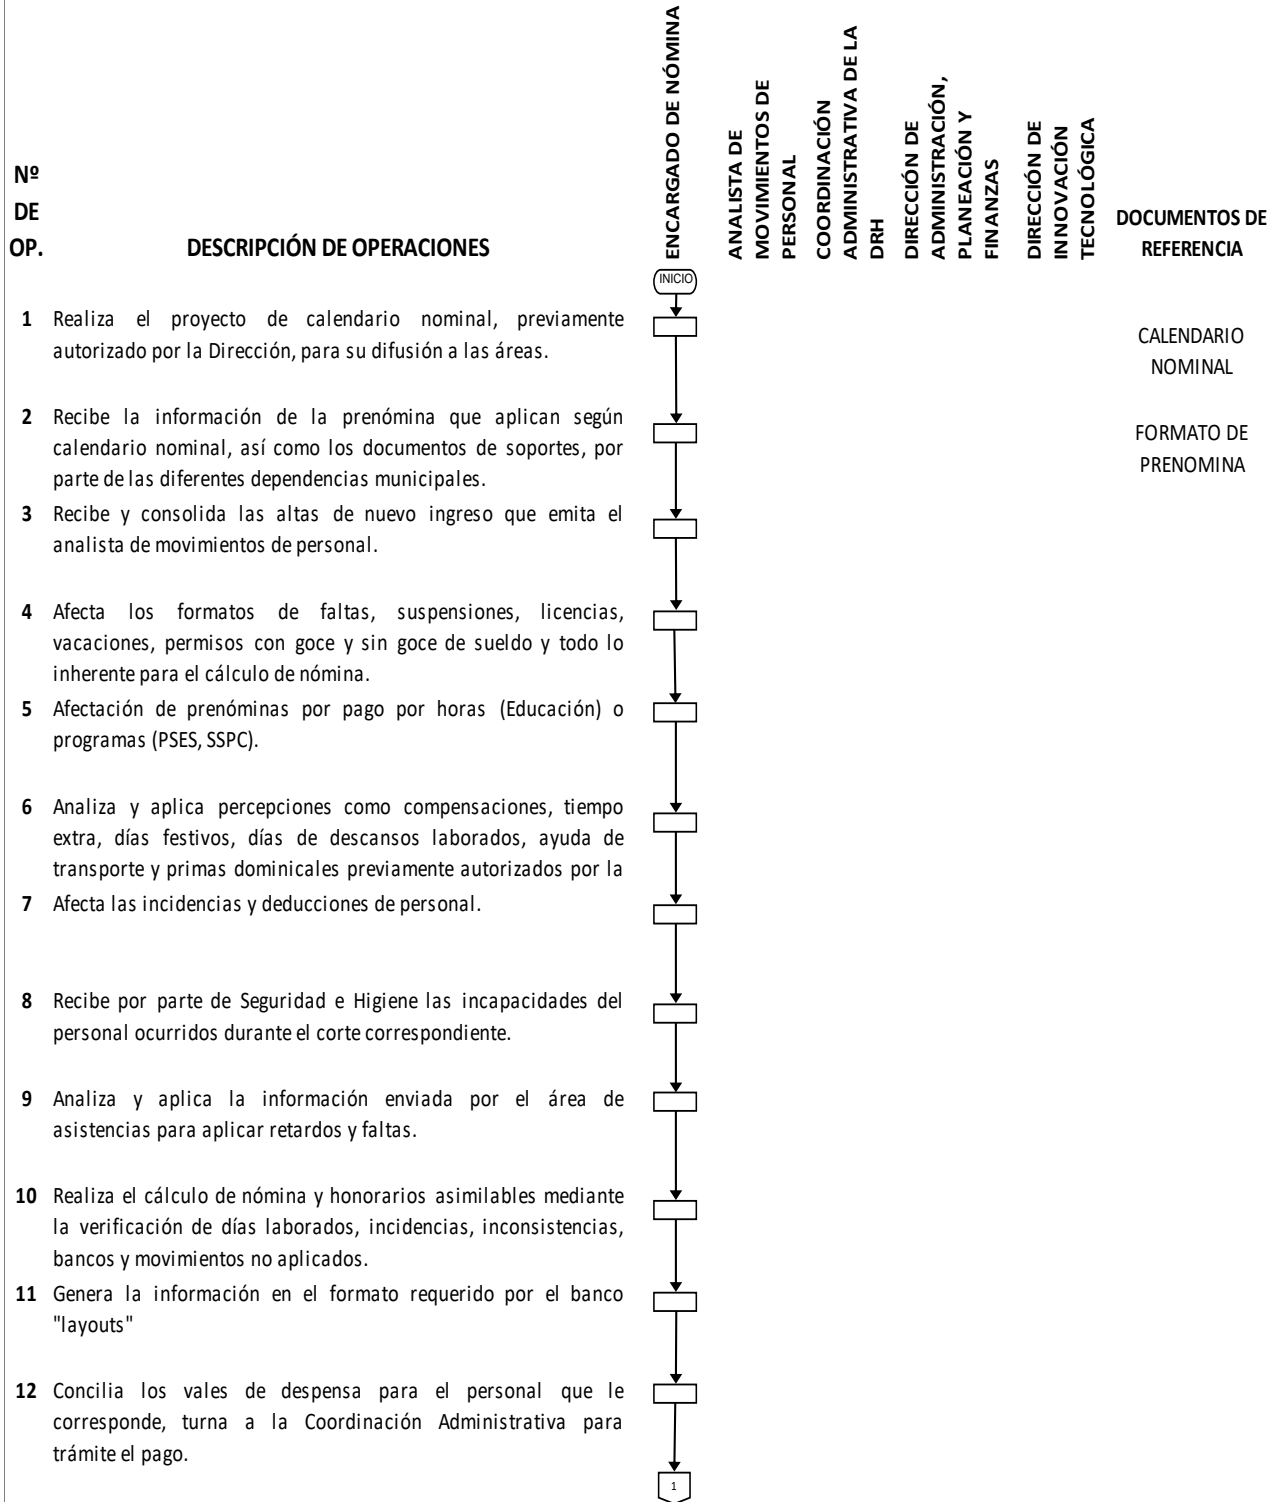 Nº
DE
OP.
DESCRIPCIÓN DE OPERACIONES
ENCARGADO DE NÓMINA
ANALISTA DE
MOVIMIENTOS DE
PERSONAL
COORDINACIÓN
ADMINISTRATIVA DE LA
DRH
DIRECCIÓN DE
ADMINISTRACIÓN,
PLANEACIÓN Y
FINANZAS
DIRECCIÓN DE
INNOVACIÓN
TECNOLÓGICA
DOCUMENTOS DE
REFERENCIA
INICIO
1 Realiza el proyecto de calendario nominal, previamente
autorizado por la Dirección, para su difusión a las áreas.
CALENDARIO
NOMINAL
2 Recibe la información de la prenómina que aplican según
calendario nominal, así como los documentos de soportes, por
parte de las diferentes dependencias municipales.
FORMATO DE
PRENOMINA
3 Recibe y consolida las altas de nuevo ingreso que emita el
analista de movimientos de personal.
4 Afecta los formatos de faltas, suspensiones, licencias,
vacaciones, permisos con goce y sin goce de sueldo y todo lo
inherente para el cálculo de nómina.
5 Afectación de prenóminas por pago por horas (Educación) o
programas (PSES, SSPC).
6 Analiza y aplica percepciones como compensaciones, tiempo
extra, días festivos, días de descansos laborados, ayuda de
transporte y primas dominicales previamente autorizados por la
7 Afecta las incidencias y deducciones de personal.
8 Recibe por parte de Seguridad e Higiene las incapacidades del
personal ocurridos durante el corte correspondiente.
9 Analiza y aplica la información enviada por el área de
asistencias para aplicar retardos y faltas.
10 Realiza el cálculo de nómina y honorarios asimilables mediante
la verificación de días laborados, incidencias, inconsistencias,
bancos y movimientos no aplicados.
11 Genera la información en el formato requerido por el banco
"layouts"
12 Concilia los vales de despensa para el personal que le
corresponde, turna a la Coordinación Administrativa para
trámite el pago.
1